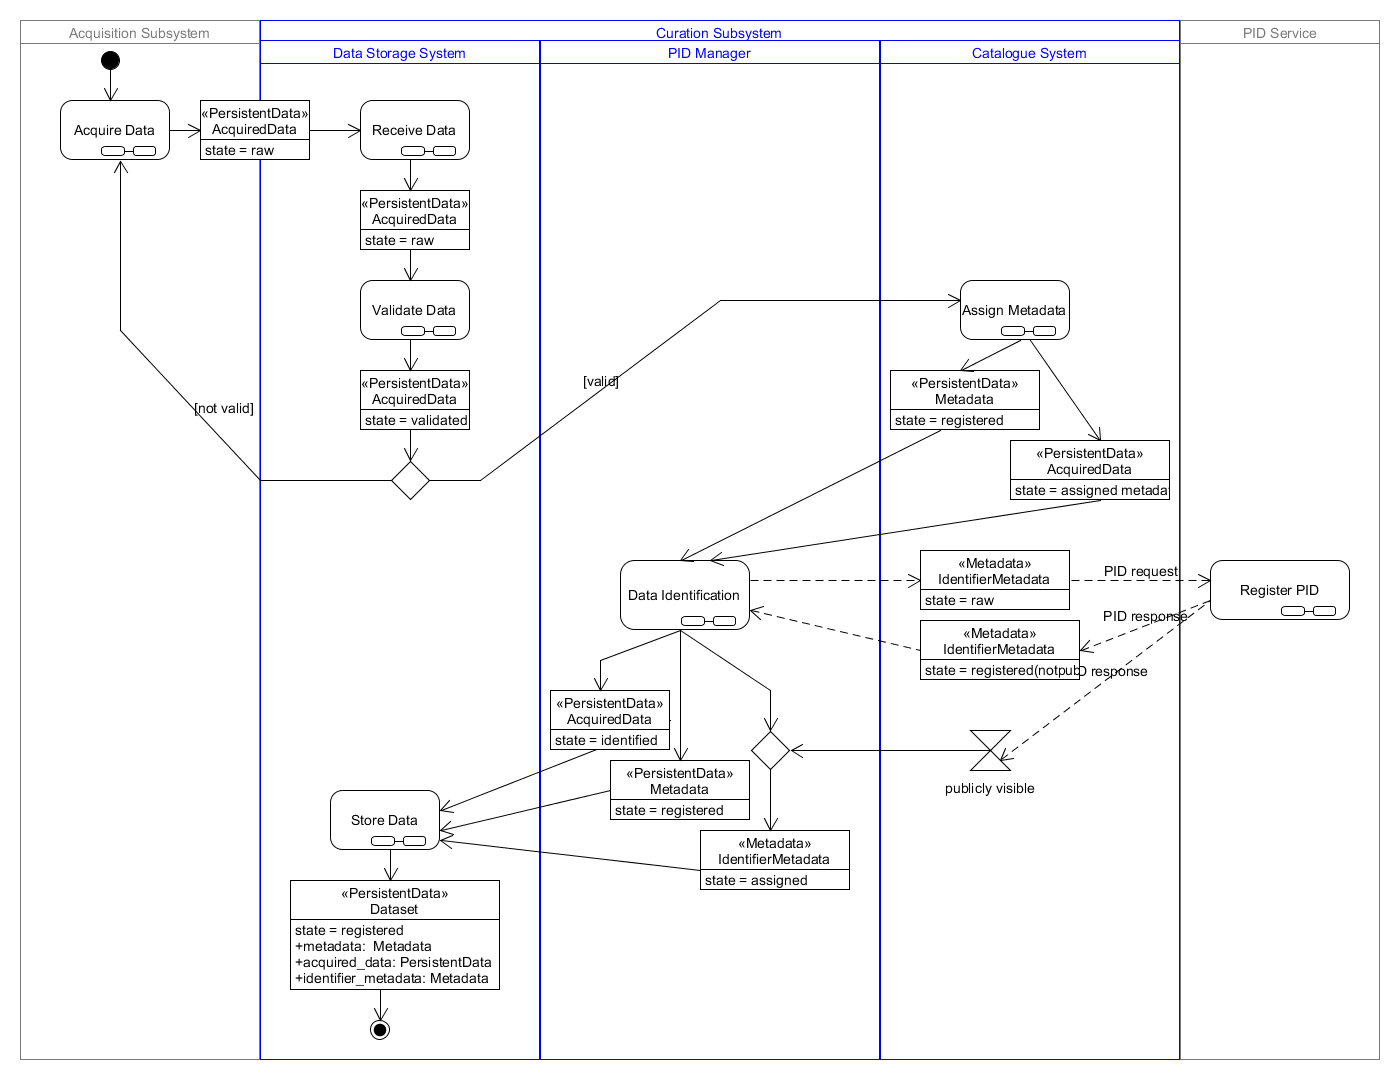 Acquisition Subsystem
Curation Subsystem
PID Service
Data Storage System
PID Manager
Catalogue System
Acquire Data
«PersistentData»
AcquiredData
state = raw
Receive Data
«PersistentData»
AcquiredData
state = raw
Validate Data
Assign Metadata
«PersistentData»
AcquiredData
state = validated
[valid]
[not valid]
«PersistentData»
Metadata
state = registered
«PersistentData»
AcquiredData
state = assigned metada
Data Identification
«Metadata»
IdentifierMetadata
state = raw
PID request
Register PID
PID response
«Metadata»
IdentifierMetadata
state = registered(notpub
D response
«PersistentData»
AcquiredData
state = identified
«PersistentData»
Metadata
state = registered
publicly visible
Store Data
«Metadata»
IdentifierMetadata
state = assigned
«PersistentData»
Dataset
state = registered
+metadata: Metadata
+acquired_data: PersistentData
+identifier_metadata: Metadata